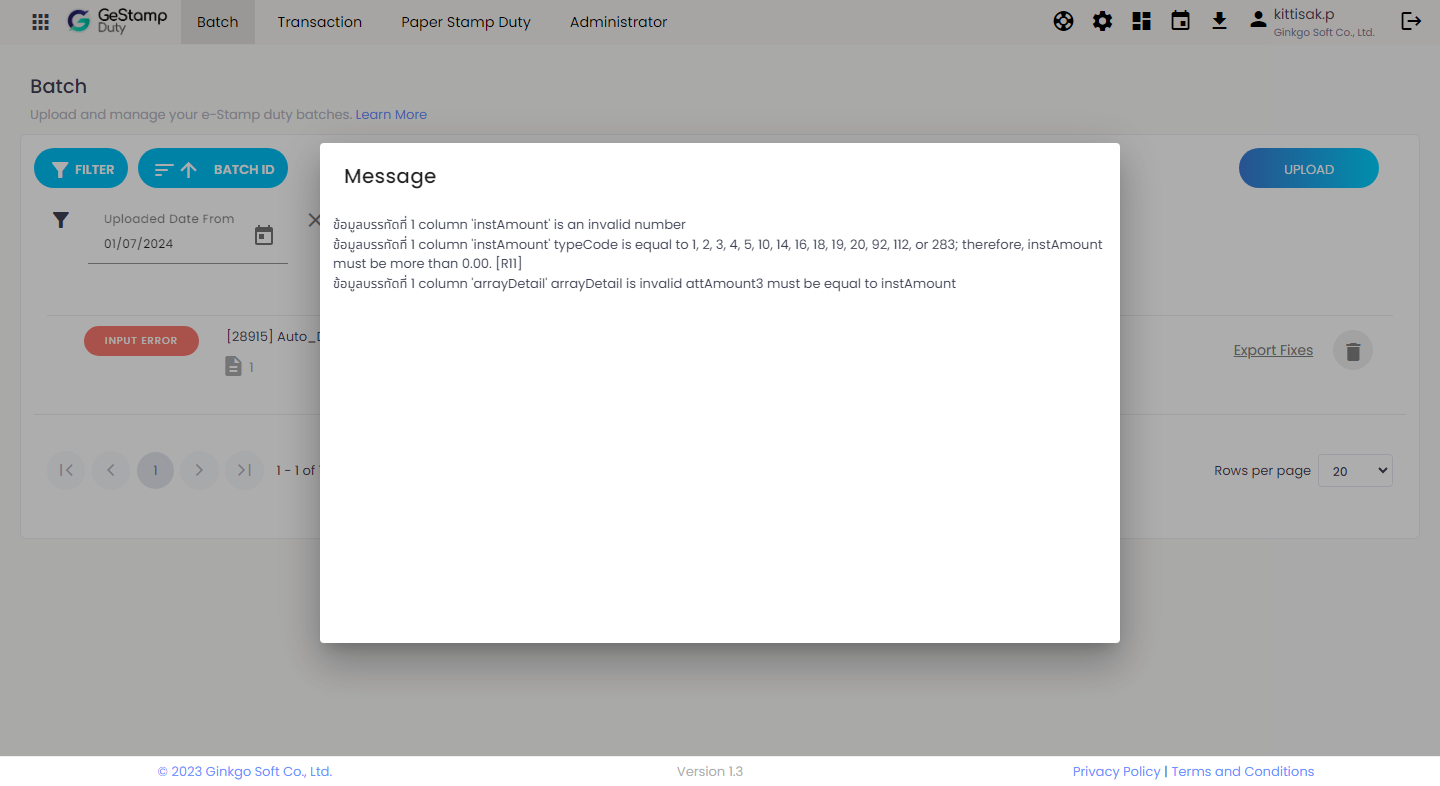 GeStamp
Duty
Batch
Transaction
Paper Stamp Duty
Administrator
kittisak.p
Ginkgo Soft Co., Ltd.
Batch
Upload and manage your e-Stamp duty batches. Learn More
FILTER
BATCH ID
UPLOAD
Uploaded Date From
01/07/2024
Message
ข้อมูลบรรทัดที่ 1 column 'instAmount' is an invalid number
ข้อมูลบรรทัดที่ 1 column 'instAmount' typeCode is equal to 1, 2, 3, 4, 5, 10, 14, 16, 18, 19, 20, 92, 112, or 283; therefore, instAmount
must be more than 0.00. [R11]
ข้อมูลบรรทัดที่ 1 column 'arrayDetail' arrayDetail is invalid attAmount3 must be equal to instAmount
INPUT ERROR
[28915] Auto_
1
Export Fixes
1
1 - 1 of
Rows per page
20
© 2023 Ginkgo Soft Co., Ltd.
Version 1.3
Privacy Policy | Terms and Conditions